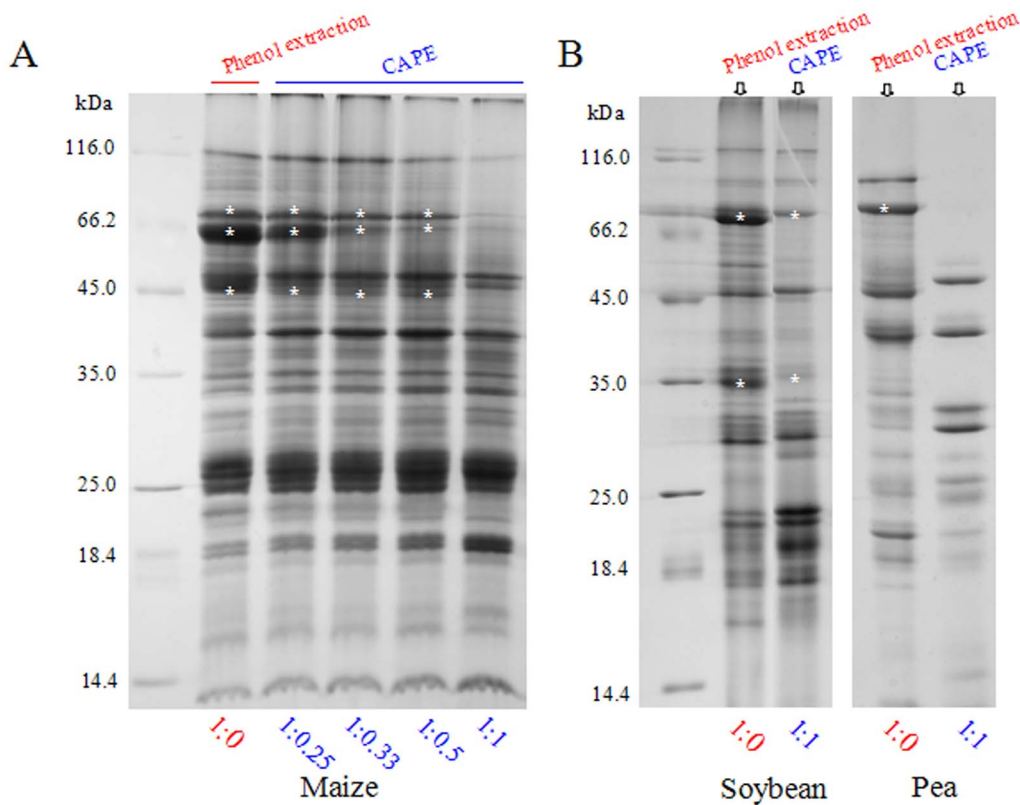 A
Phenol extraction
CAPE
kDa
116.0
66.2
45.0
35.0
25.0
18.4
14.4
* * * *
* * * *
* * * *
1:0
1:0.25
1:0.33
1:0.5
1:1
Maize
B
Phenol extraction
CAPE
Phenol extraction
CAPE
kDa
116.0
66.2
45.0
35.0
25.0
18.4
14.4
* * *
* *
1:0
1:1
1:0
1:1
Soybean
Pea